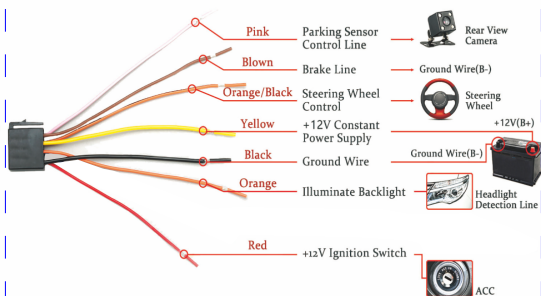 Pink Parking Sensor Control Line Rear View Camera
Blown Brake Line Ground Wire(B-)
Orange/Black Steering Wheel Control Steering Wheel
Yellow +12V Constant Power Supply +12V(B+)
Black Ground Wire Ground Wire(B-)
Orange Illuminate Backlight Headlight Detection Line
Red +12V Ignition Switch ACC